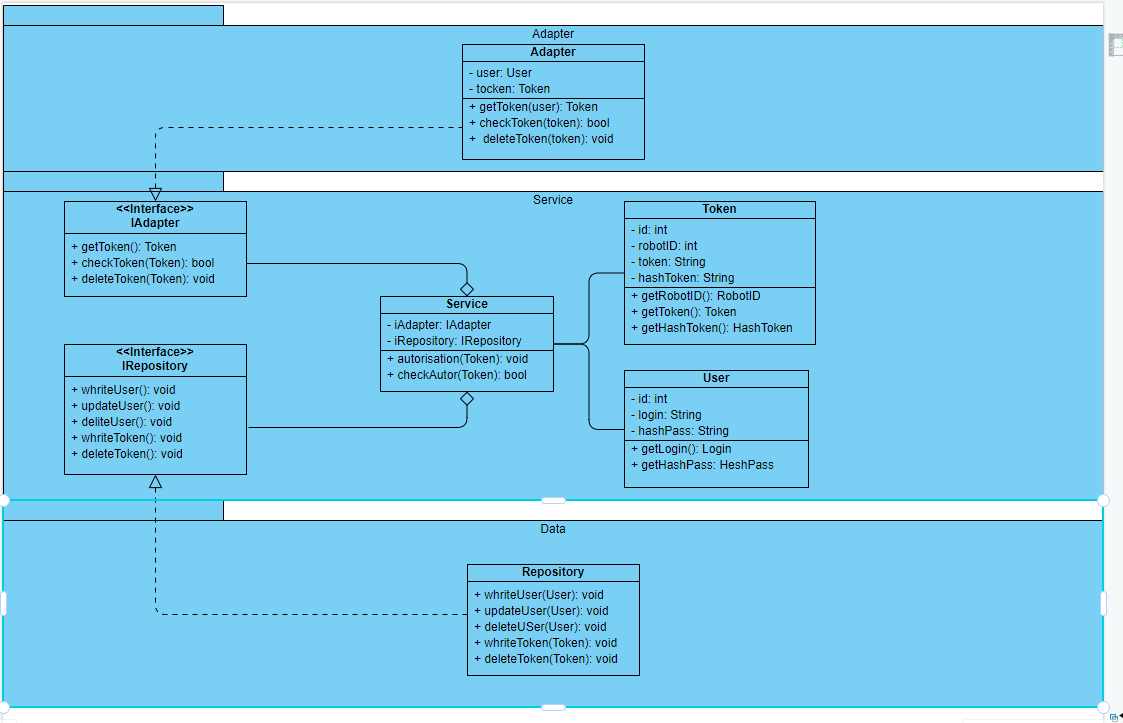 Adapter
Adapter
- user: User
- tocken: Token
+ getToken(user): Token
+ checkToken(token): bool
+ deleteToken(token): void
Service
<<Interface>>
IAdapter
+ getToken(): Token
+ checkToken(Token): bool
+ deleteToken(Token): void
Token
- id: int
- robotID: int
- token: String
- hashToken: String
+ getRobotID(): RobotID
+ getToken(): Token
+ getHashToken(): HashToken
Service
- iAdapter: IAdapter
- iRepository: IRepository
+ autorisation(Token): void
+ checkAutor(Token): bool
<<Interface>>
IRepository
+ whriteUser(): void
+ updateUser(): void
+ deliteUser(): void
+ whriteToken(): void
+ deleteToken(): void
User
- id: int
- login: String
- hashPass: String
+ getLogin(): Login
+ getHashPass: HeshPass
Data
Repository
+ whriteUser(User): void
+ updateUser(User): void
+ deleteUSer(User): void
+ whriteToken(Token): void
+ deleteToken(Token): void